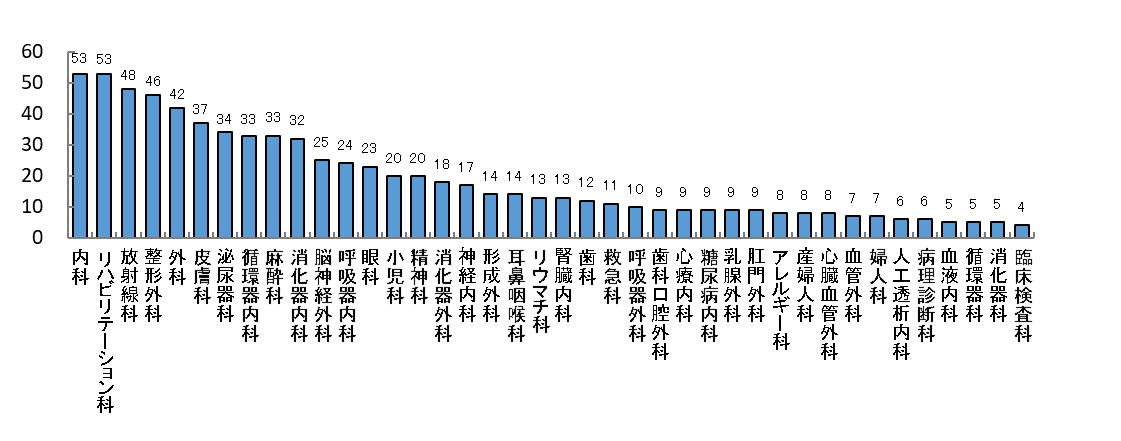 60
50
40
30
20
10
0
53
53
48
46
42
37
34
33
33
32
25
24
23
20
20
18
17
14
14
13
13
12
11
10
9
9
9
9
9
8
8
8
7
7
6
6
5
5
5
4
内科
リハビリテーション科
放射線科
整形外科
外科
皮膚科
泌尿器科
循環器内科
麻酔科
消化器内科
脳神経外科
呼吸器内科
眼科
小児科
精神科
消化器外科
神経内科
形成外科
耳鼻咽喉科
リウマチ科
腎臓内科
歯科
救急科
呼吸器外科
歯科口腔外科
心療内科
糖尿病内科
乳腺外科
肛門外科
アレルギー科
産婦人科
心臓血管外科
血管外科
婦人科
人工透析内科
病理診断科
血液内科
循環器科
消化器科
臨床検査科